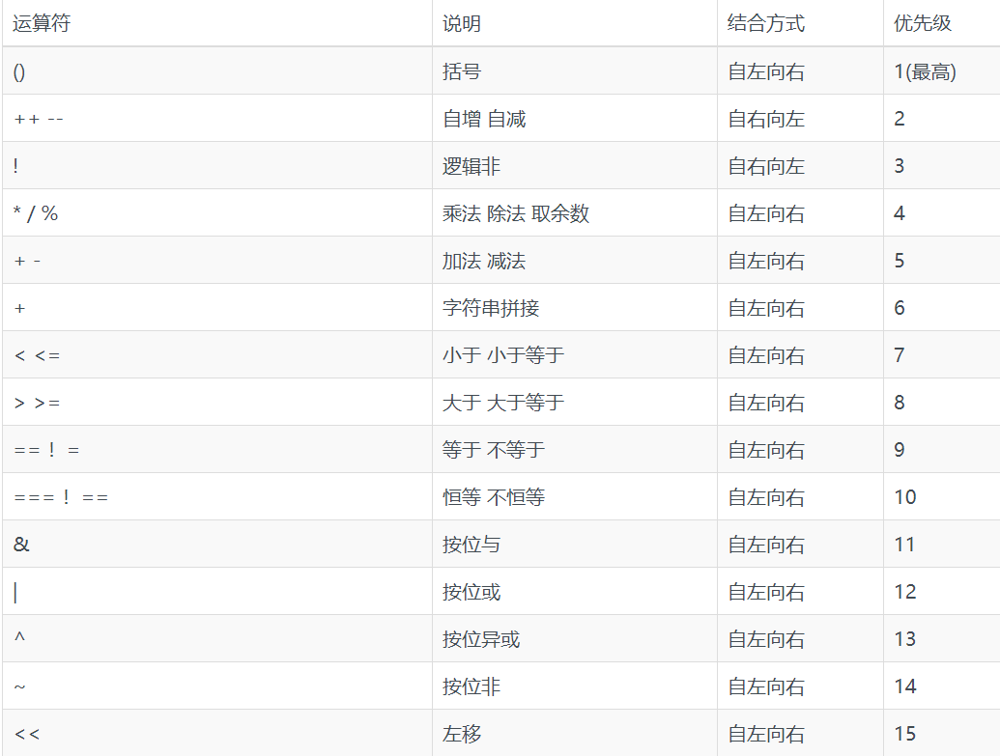 运算符 说明 结合方式 优先级
() 括号 自左向右 1(最高)
++ -- 自增 自减 自右向左 2
! 逻辑非 自右向左 3
* / % 乘法 除法 取余数 自左向右 4
+ - 加法 减法 自左向右 5
+ 字符串拼接 自左向右 6
< <= 小于 小于等于 自左向右 7
> >= 大于 大于等于 自左向右 8
== ! = 等于 不等于 自左向右 9
=== ! == 恒等 不恒等 自左向右 10
& 按位与 自左向右 11
| 按位或 自左向右 12
^ 按位异或 自左向右 13
~ 按位非 自左向右 14
<< 左移 自左向右 15